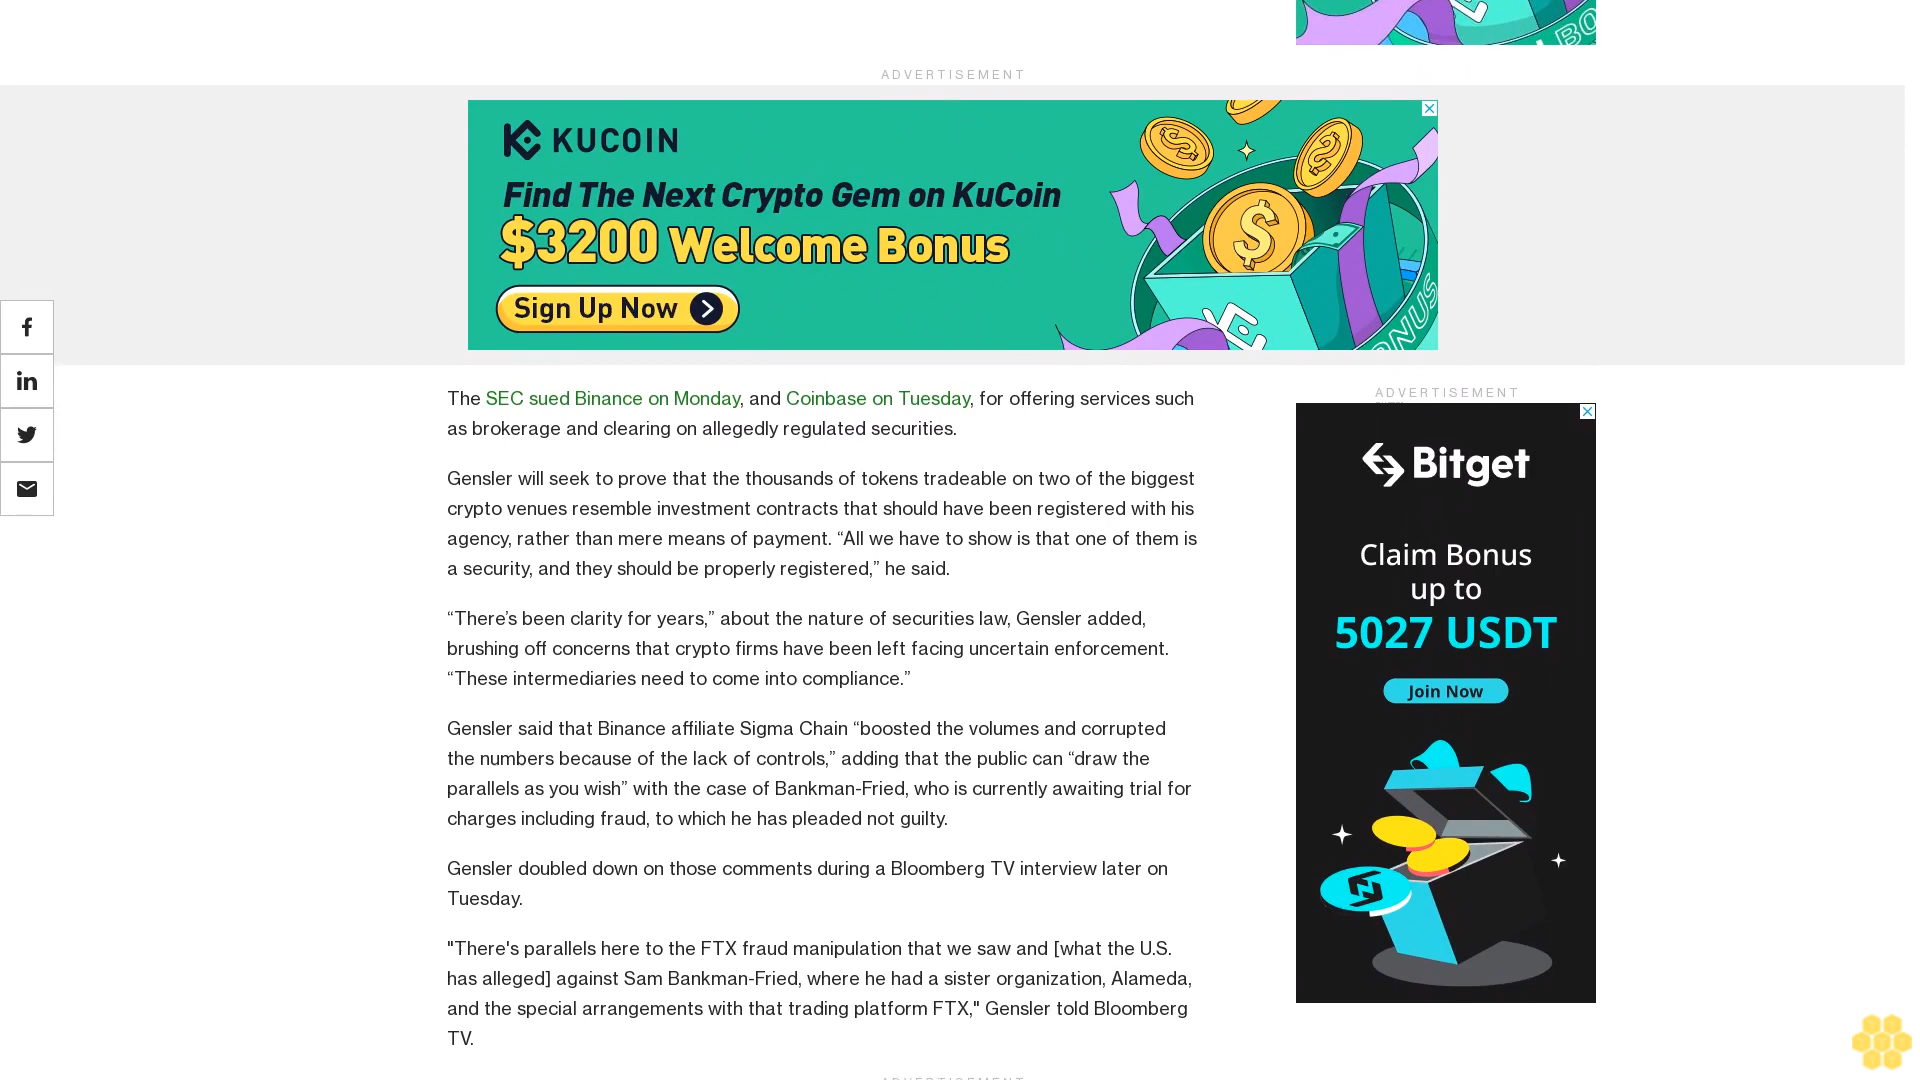 BO
ADVERTISEMENT
KUCOIN
Find The Next Crypto Gem on KuCoin
$3200 Welcome Bonus
Sign Up Now
BONUS
The SEC sued Binance on Monday, and Coinbase on Tuesday, for offering services such
as brokerage and clearing on allegedly regulated securities.
Gensler will seek to prove that the thousands of tokens tradeable on two of the biggest
crypto venues resemble investment contracts that should have been registered with his
agency, rather than mere means of payment. “All we have to show is that one of them is
a security, and they should be properly registered,” he said.
“There’s been clarity for years,” about the nature of securities law, Gensler added,
brushing off concerns that crypto firms have been left facing uncertain enforcement.
“These intermediaries need to come into compliance.”
Gensler said that Binance affiliate Sigma Chain “boosted the volumes and corrupted
the numbers because of the lack of controls,” adding that the public can “draw the
parallels as you wish” with the case of Bankman-Fried, who is currently awaiting trial for
charges including fraud, to which he has pleaded not guilty.
Gensler doubled down on those comments during a Bloomberg TV interview later on
Tuesday.
"There's parallels here to the FTX fraud manipulation that we saw and [what the U.S.
has alleged] against Sam Bankman-Fried, where he had a sister organization, Alameda,
and the special arrangements with that trading platform FTX," Gensler told Bloomberg
TV.
ADVERTISEMENT
Bitget
Claim Bonus
up to
5027 USDT
Join Now
ADVERTISEMENT